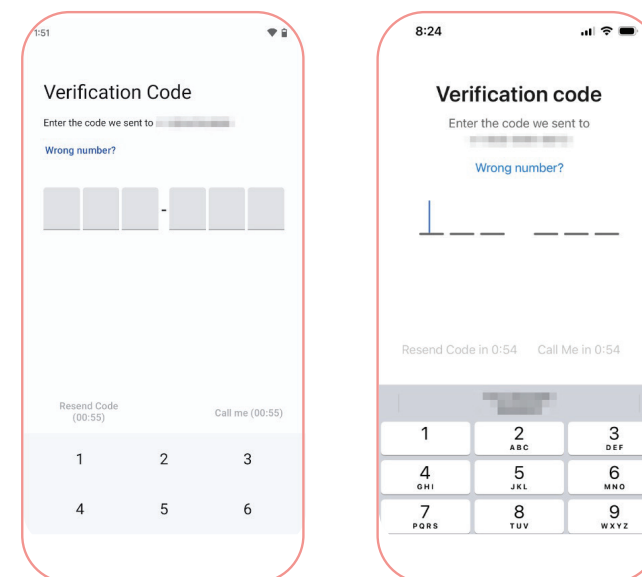 1:51
Verification Code
Enter the code we sent to
Wrong number?
-
Resend Code
(00:55)
Call me (00:55)
1 2 3
4 5 6
8:24
Verification code
Enter the code we sent to
Wrong number?
Resend Code in 0:54 Call Me in 0:54
1 2 3
ABC DEF
4 5 6
GHI JKL MNO
7 8 9
PQRS TUV WXYZ